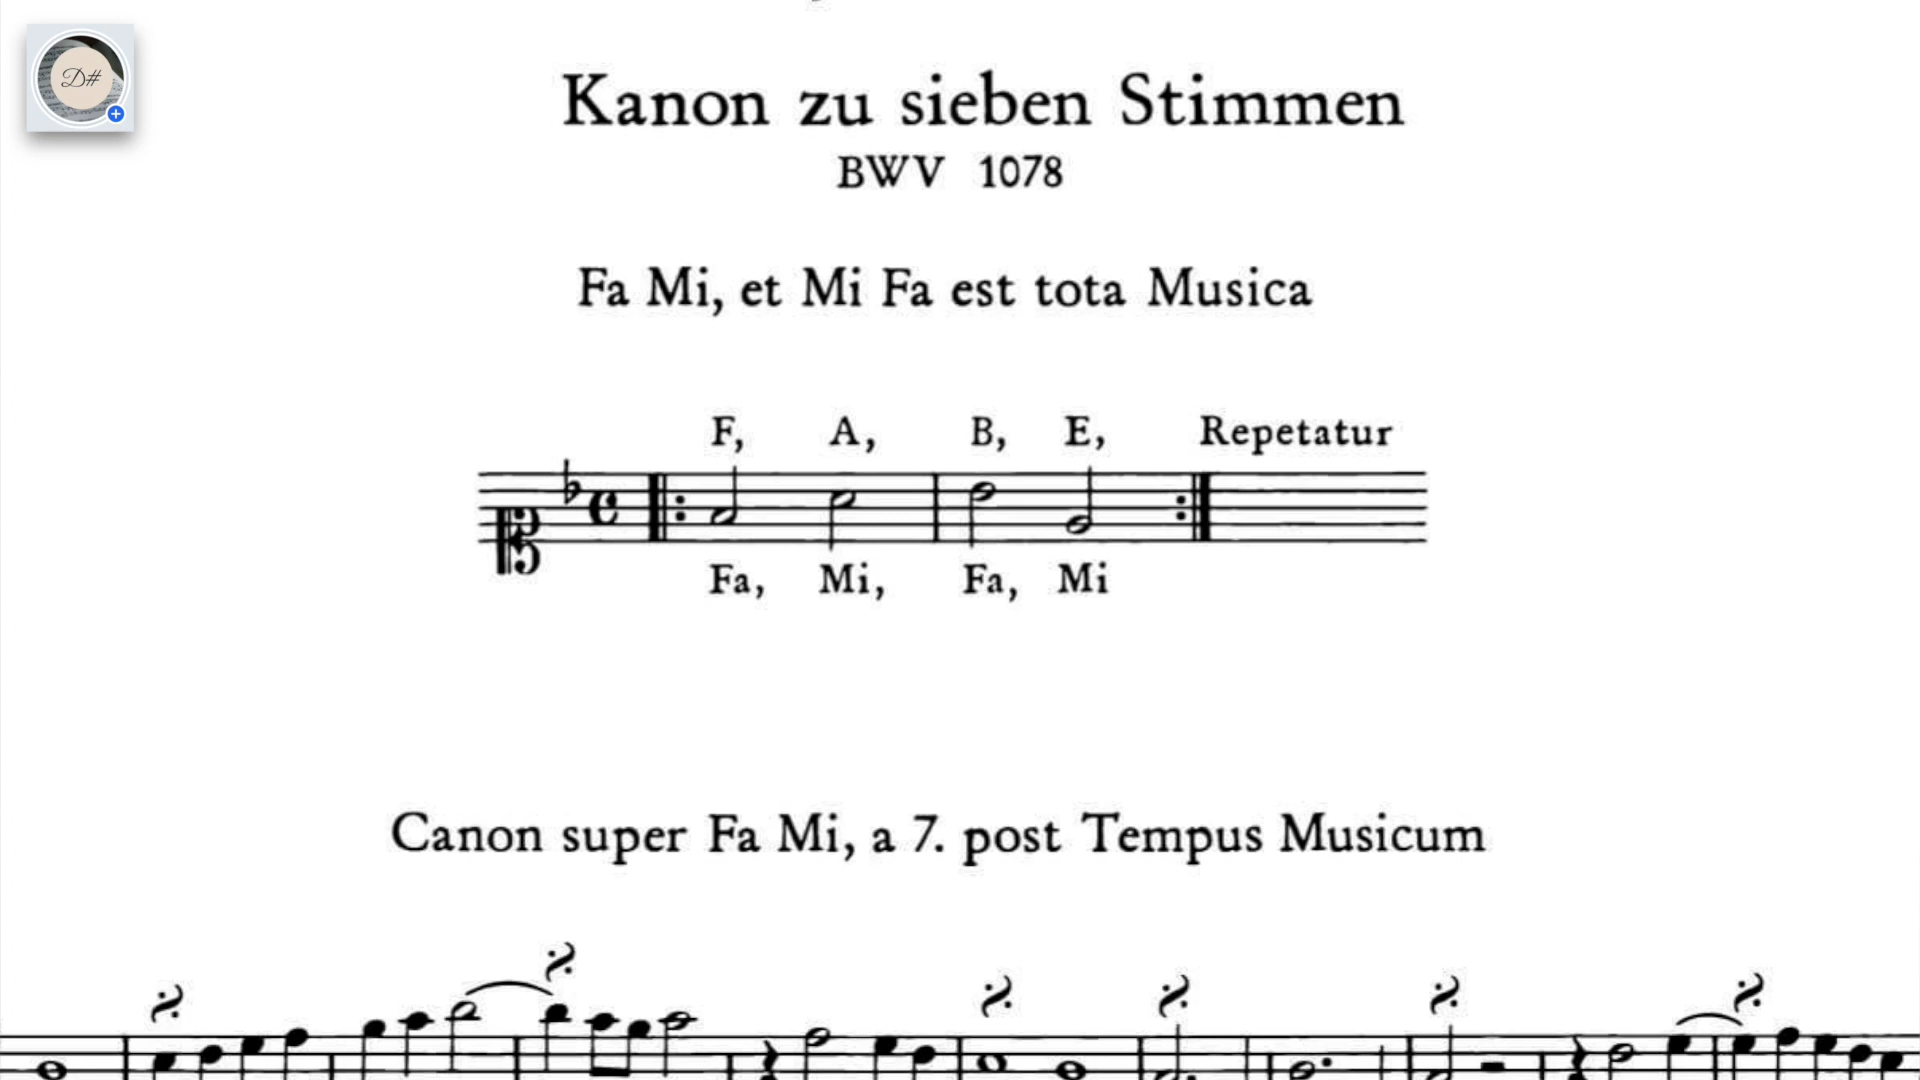 D#
Kanon zu sieben Stimmen
BWV 1078
Fa Mi, et Mi Fa est tota Musica
F, A, B, E, Repetatur
Fa, Mi, Fa, Mi
Canon super Fa Mi, a 7. post Tempus Musicum